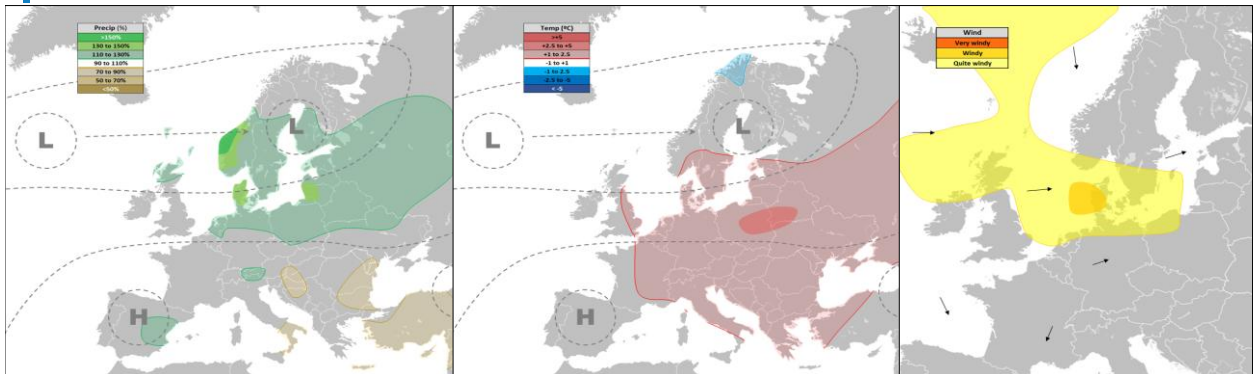 Precip (%)
>150%
130 to 150%
110 to 130%
90 to 110%
70 to 90%
50 to 70%
<50%
L
L
H
Temp (ºC)
>+5
+2.5 to +5
+1 to 2.5
-1 to +1
-1 to 2.5
-2.5 to -5
< -5
L
L
H
Wind
Very windy
Windy
Quite windy